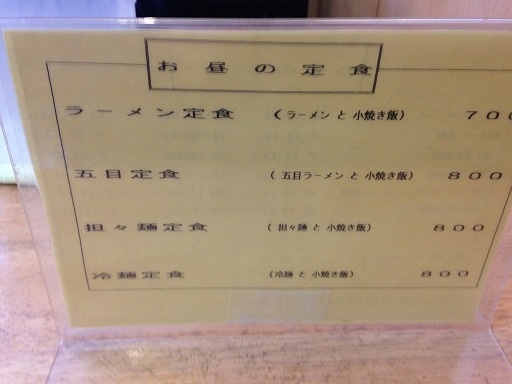 お昼の定食
ラーメン定食 (ラーメン と 小焼き飯) 700
五目定食 (五目ラーメン と 小焼き飯) 800
担々麺定食 (担々麺 と 小焼き飯) 800
冷麺定食 (冷麺 と 小焼き飯) 800